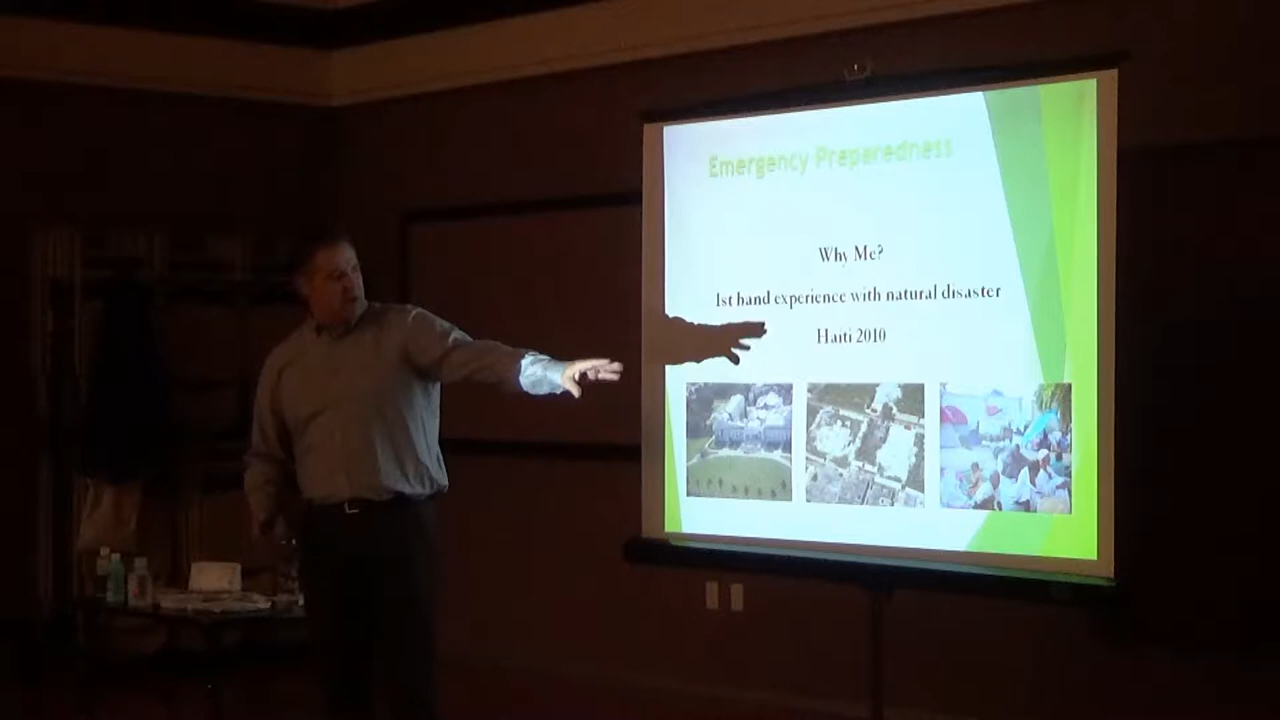 Emergency Preparedness
Why Me?
1st hand experience with natural disaster
Haiti 2010